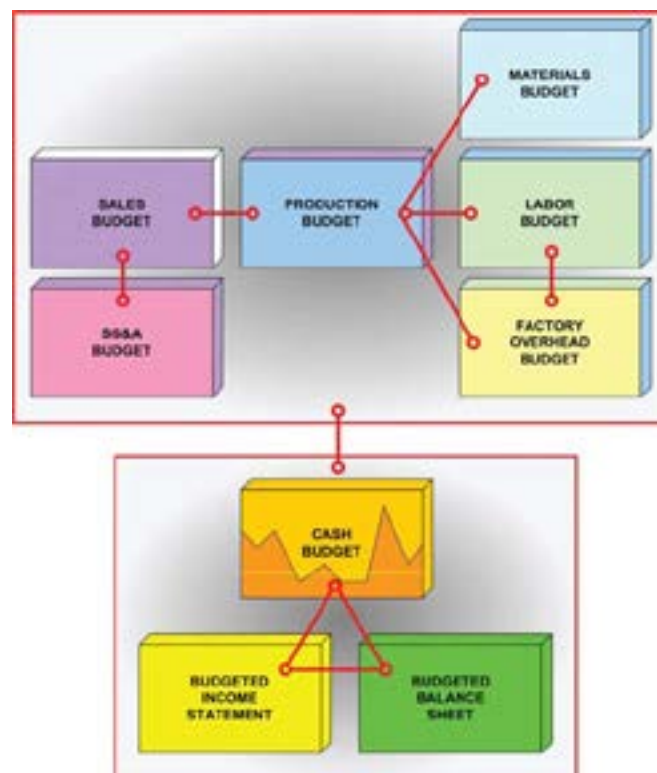 MATERIALS
BUDGET
SALES
BUDGET
PRODUCTION
BUDGET
LABOR
BUDGET
SG&A
BUDGET
FACTORY
OVERHEAD
BUDGET
CASH
BUDGET
BUDGETED
INCOME
STATEMENT
BUDGETED
BALANCE
SHEET